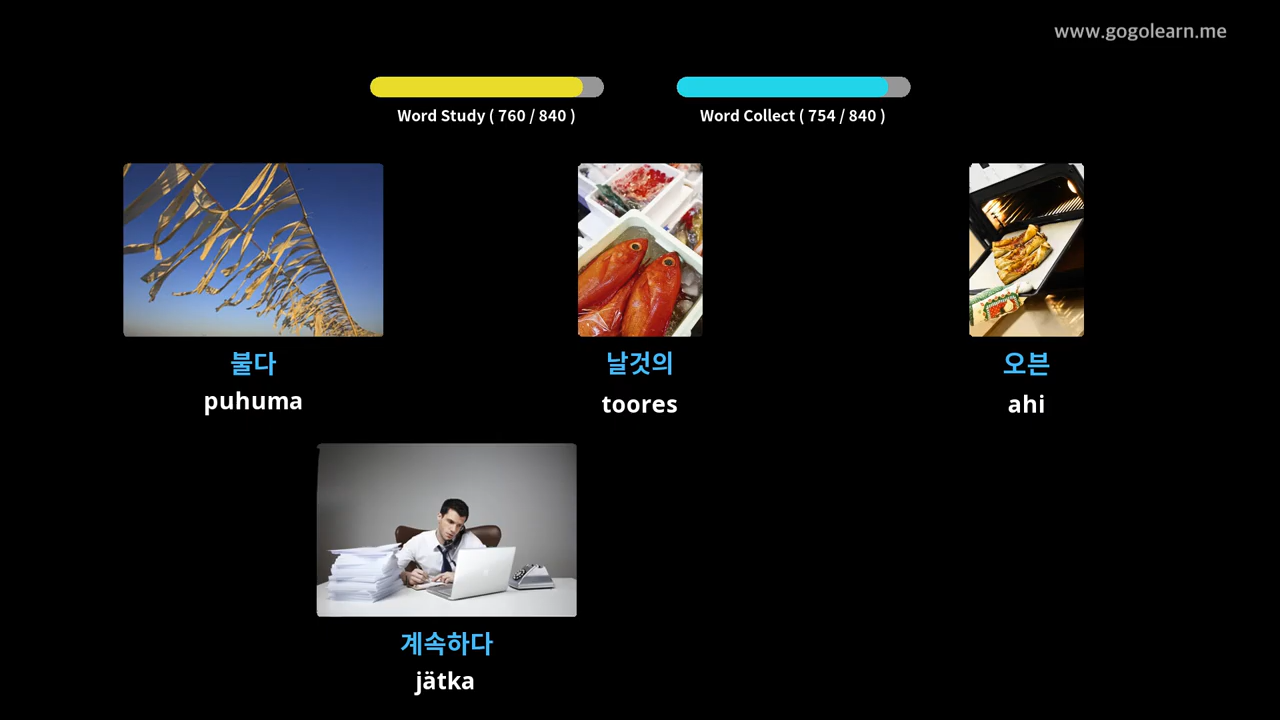 www.gogolearn.me
Word Study ( 760 / 840 )
Word Collect ( 754 / 840 )
불다
puhuma
날것의
toores
오븐
ahi
계속하다
jätka